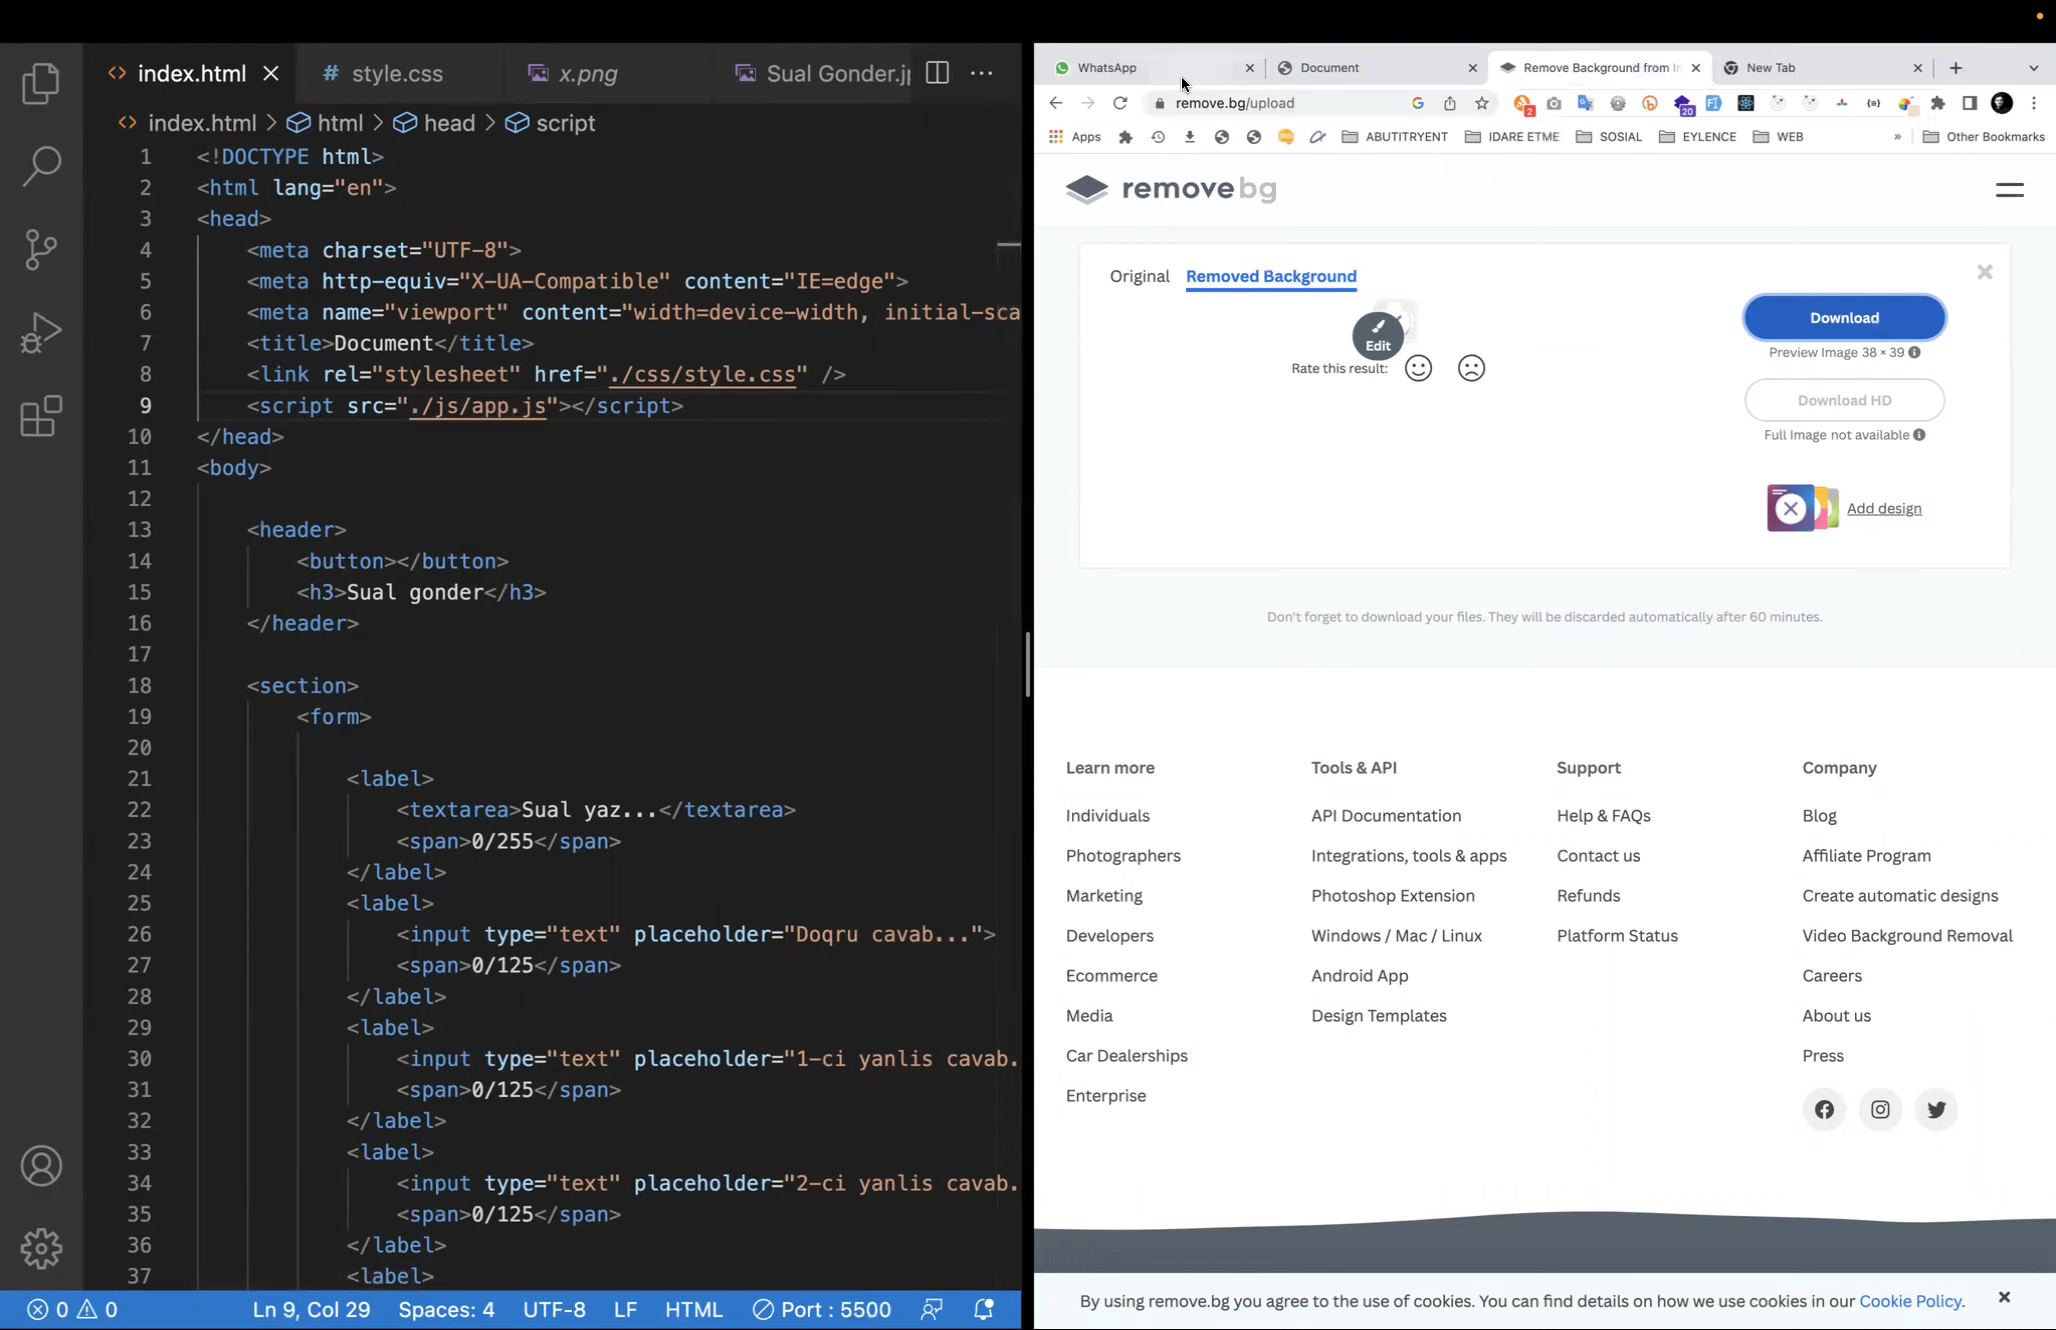 index.html
style.css
x.png
Sual Gonder.j
index.html > html > head > script
1 <!DOCTYPE html>
2 <html lang="en">
3 <head>
4 <meta charset="UTF-8">
5 <meta http-equiv="X-UA-Compatible" content="IE=edge">
6 <meta name="viewport" content="width=device-width, initial-sca
7 <title>Document</title>
8 <link rel="stylesheet" href="./css/style.css" />
9 <script src="./js/app.js"></script>
10 </head>
11 <body>
12
13 <header>
14 <button></button>
15 <h3>Sual gonder</h3>
16 </header>
17
18 <section>
19 <form>
20
21 <label>
22 <textarea>Sual yaz...</textarea>
23 <span>0/255</span>
24 </label>
25 <label>
26 <input type="text" placeholder="Doqru cavab...">
27 <span>0/125</span>
28 </label>
29 <label>
30 <input type="text" placeholder="1-ci yanlis cavab.
31 <span>0/125</span>
32 </label>
33 <label>
34 <input type="text" placeholder="2-ci yanlis cavab.
35 <span>0/125</span>
36 </label>
37 <label>
0 0 Ln 9, Col 29 Spaces: 4 UTF-8 LF HTML Port : 5500
WhatsApp
Document
Remove Background from I
New Tab
remove.bg/upload
2
20
Apps
ABUTITRYENT
IDARE ETME
SOSIAL
EYLENCE
WEB
»
Other Bookmarks
removebg
Original Removed Background
Edit
Rate this result:
Download
Preview Image 38 × 39
Download HD
Full Image not available
Add design
Don't forget to download your files. They will be discarded automatically after 60 minutes.
Learn more
Individuals
Photographers
Marketing
Developers
Ecommerce
Media
Car Dealerships
Enterprise
Tools & API
API Documentation
Integrations, tools & apps
Photoshop Extension
Windows / Mac / Linux
Android App
Design Templates
Support
Help & FAQs
Contact us
Refunds
Platform Status
Company
Blog
Affiliate Program
Create automatic designs
Video Background Removal
Careers
About us
Press
By using remove.bg you agree to the use of cookies. You can find details on how we use cookies in our Cookie Policy.